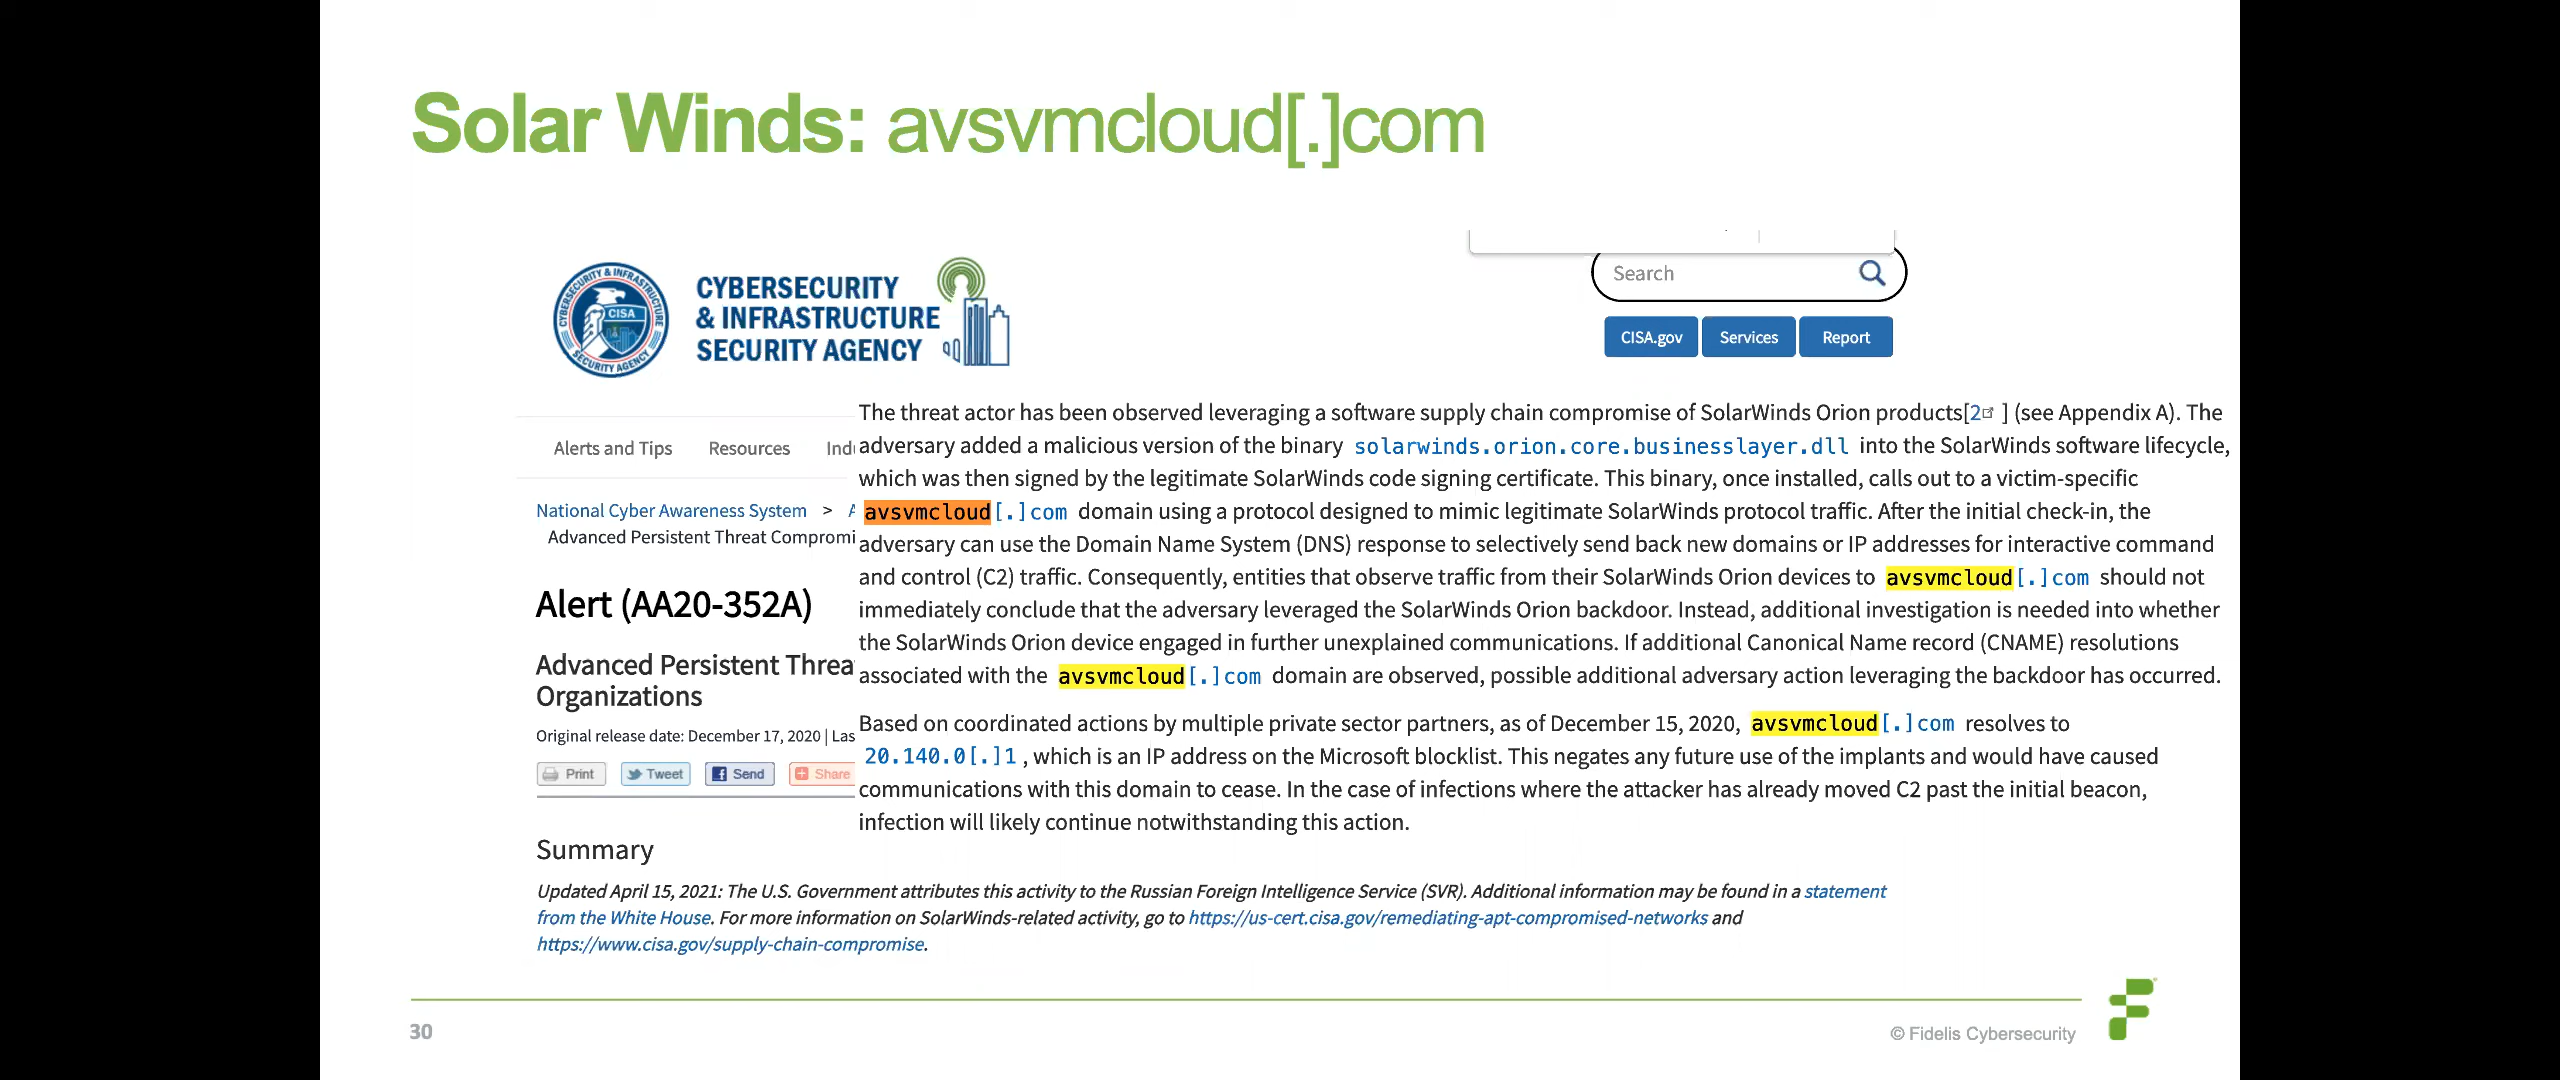 Solar Winds: avsvmcloud[.]com
CYBERSECURITY & INFRASTRUCTURE
CISA
SECURITY AGENCY
CYBERSECURITY
& INFRASTRUCTURE
SECURITY AGENCY
Search
CISA.gov
Services
Report
Alerts and Tips
Resources
National Cyber Awareness System >
Advanced Persistent Threat
Alert (AA20-352A)
Advanced Persistent
Organizations
Original release date: December 17, 2020 |
Print
Tweet
Send
Share
The threat actor has been observed leveraging a software supply chain compromise of SolarWinds Orion products[2 ] (see Appendix A). The
adversary added a malicious version of the binary solarwinds.orion.core.businesslayer.dll into the SolarWinds software lifecycle,
which was then signed by the legitimate SolarWinds code signing certificate. This binary, once installed, calls out to a victim-specific
avsvmcloud[.]com domain using a protocol designed to mimic legitimate SolarWinds protocol traffic. After the initial check-in, the
adversary can use the Domain Name System (DNS) response to selectively send back new domains or IP addresses for interactive command
and control (C2) traffic. Consequently, entities that observe traffic from their SolarWinds Orion devices to avsvmcloud[.]com should not
immediately conclude that the adversary leveraged the SolarWinds Orion backdoor. Instead, additional investigation is needed into whether
the SolarWinds Orion device engaged in further unexplained communications. If additional Canonical Name record (CNAME) resolutions
associated with the avsvmcloud[.]com domain are observed, possible additional adversary action leveraging the backdoor has occurred.
Based on coordinated actions by multiple private sector partners, as of December 15, 2020, avsvmcloud[.]com resolves to
20.140.0[.]1 , which is an IP address on the Microsoft blocklist. This negates any future use of the implants and would have caused
communications with this domain to cease. In the case of infections where the attacker has already moved C2 past the initial beacon,
infection will likely continue notwithstanding this action.
Summary
Updated April 15, 2021: The U.S. Government attributes this activity to the Russian Foreign Intelligence Service (SVR). Additional information may be found in a statement
from the White House. For more information on SolarWinds-related activity, go to https://us-cert.cisa.gov/remediating-apt-compromised-networks and
https://www.cisa.gov/supply-chain-compromise.
30
© Fidelis Cybersecurity